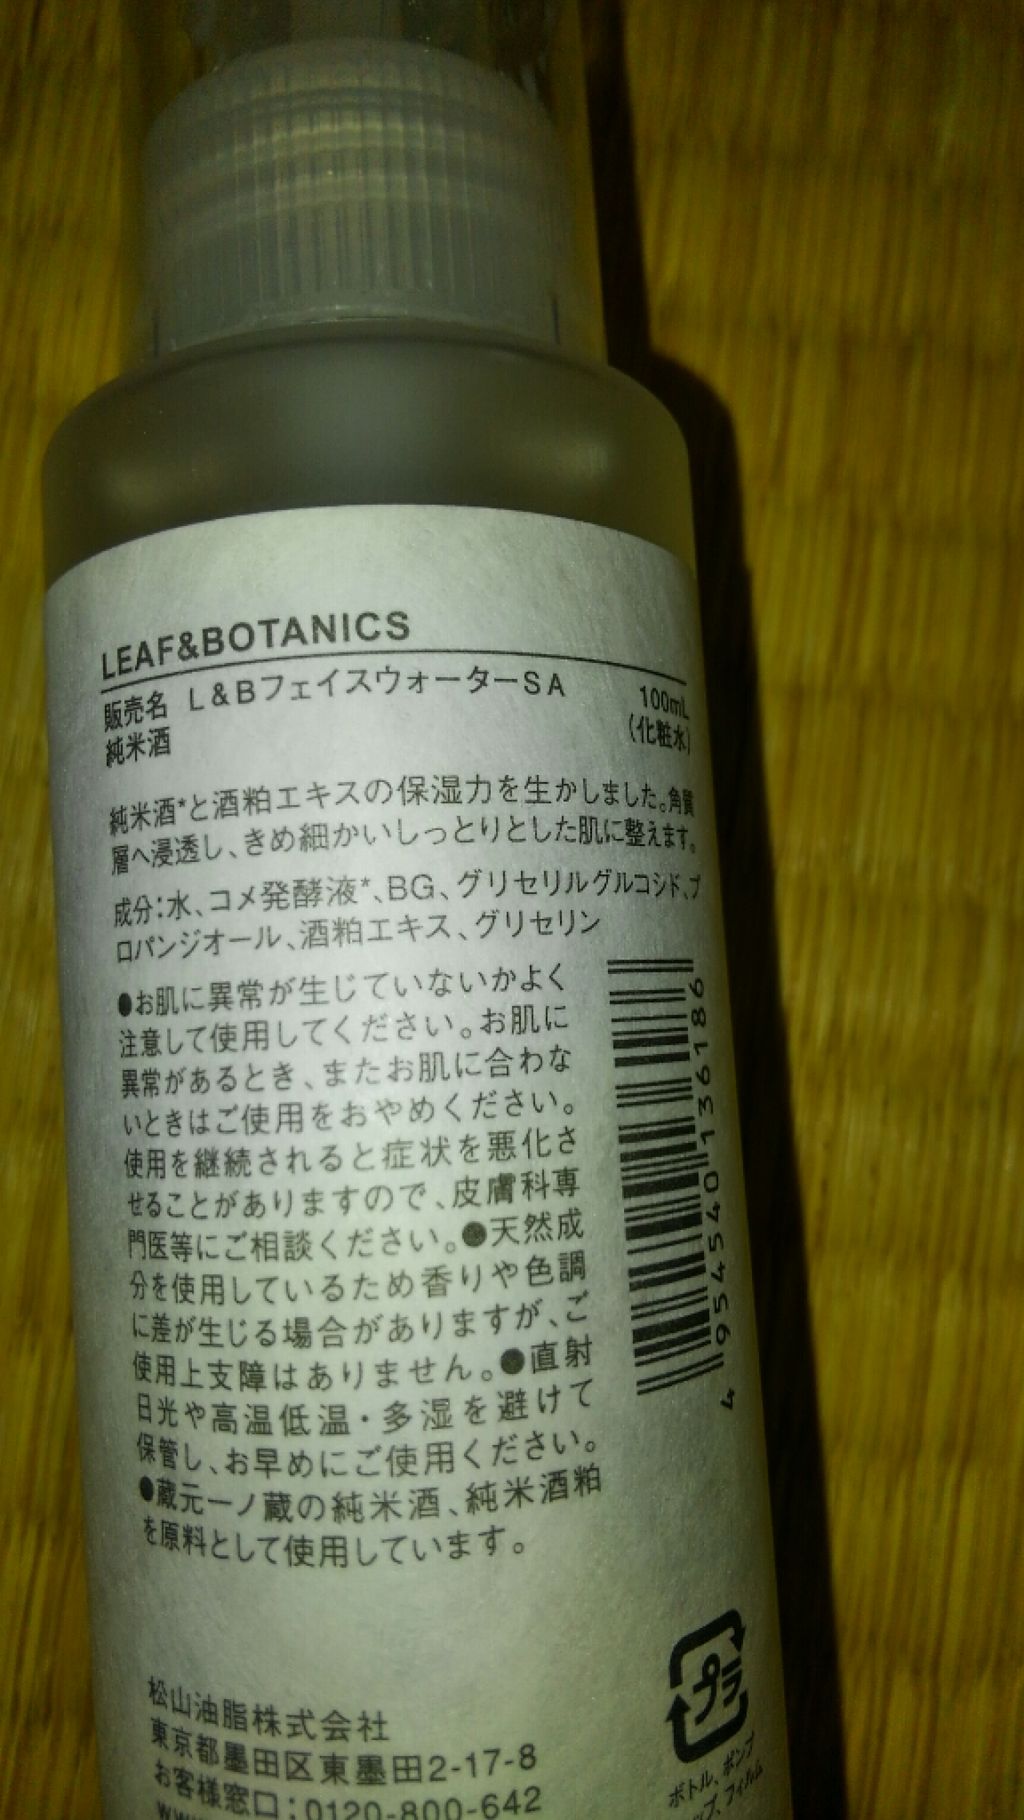 LEAF&BOTANICS
販売名 L&BフェイスウォーターSA 100mL
純米酒 (化粧水)
純米酒*と酒粕エキスの保湿力を生かしました。角質
層へ浸透し、きめ細かいしっとりとした肌に整えます。
成分：水、コメ発酵液*、BG、グリセリルグルコシド、プ
ロパンジオール、酒粕エキス、グリセリン
●お肌に異常が生じていないかよく
注意して使用してください。お肌に
異常があるとき、またお肌に合わな
いときはご使用をおやめください。
使用を継続されると症状を悪化さ
せることがありますので、皮膚科専
門医等にご相談ください。●天然成
分を使用しているため香りや色調
に差が生じる場合がありますが、ご
使用上支障はありません。●直射
日光や高温低温・多湿を避けて
保管し、お早めにご使用ください。
●蔵元一ノ蔵の純米酒、純米酒粕
を原料として使用しています。
4 954540 136186
松山油脂株式会社
東京都墨田区東墨田2-17-8
お客様窓口：0120-800-642
プラ
ボトル、ポンプ
フィルム